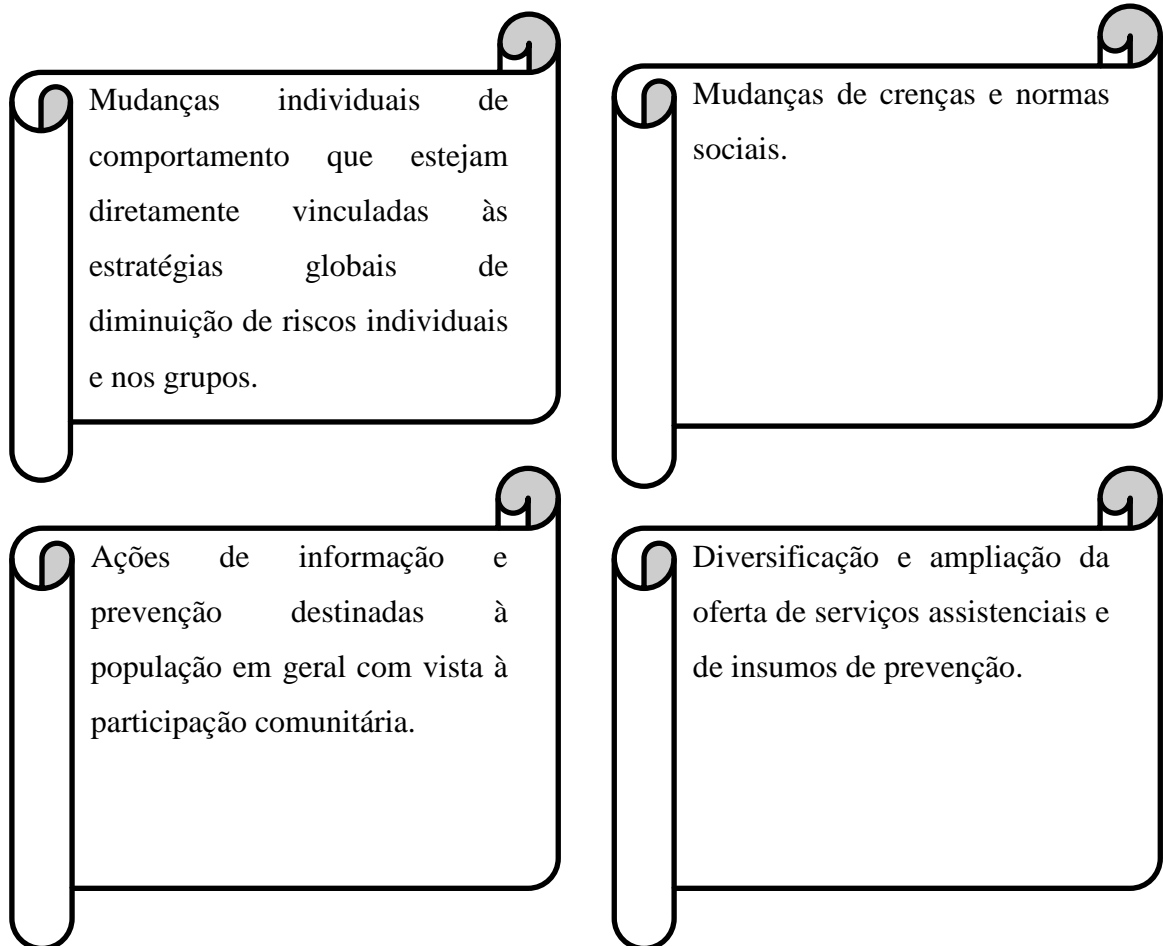 Mudanças individuais de
comportamento que estejam
diretamente vinculadas às
estratégias globais de
diminuição de riscos individuais
e nos grupos.
Mudanças de crenças e normas
sociais.
Ações de informação e
prevenção destinadas à
população em geral com vista à
participação comunitária.
Diversificação e ampliação da
oferta de serviços assistenciais e
de insumos de prevenção.